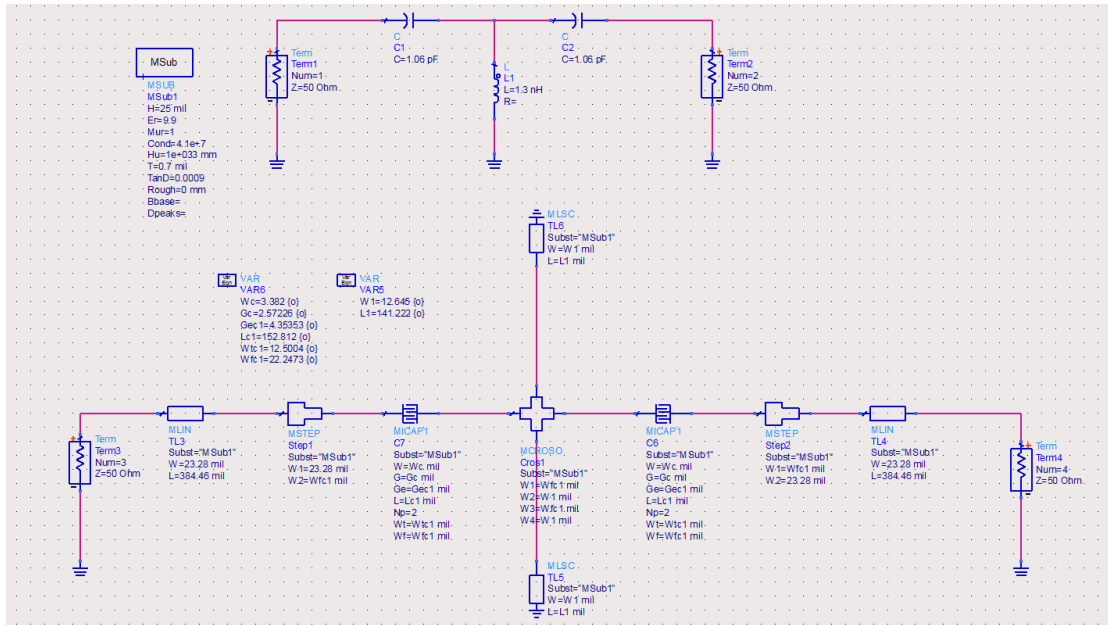 C
C1
C=1.06 pF
C
C2
C=1.06 pF
MSub
MSUB
MSub1
H=25 mil
Er=9.9
Mur=1
Cond=4.1e+7
Hu=1e+033 mm
T=0.7 mil
TanD=0.0009
Rough=0 mm
Bbase=
Dpeaks=
Term
Term1
Num=1
Z=50 Ohm
L
L1
L=1.3 nH
R=
Term
Term2
Num=2
Z=50 Ohm
MLSC
TL6
Subst="MSub1"
W=W1 mil
L=L1 mil
Var
Eqn
VAR
VAR6
Wc=3.382 {o}
Gc=2.57226 {o}
Gec1=4.35353 {o}
Lc1=152.812 {o}
Wtc1=12.5004 {o}
Wfc1=22.2473 {o}
Var
Eqn
VAR
VAR5
W1=12.645 {o}
L1=141.222 {o}
Term
Term3
Num=3
Z=50 Ohm
MLIN
TL3
Subst="MSub1"
W=23.28 mil
L=384.46 mil
MSTEP
Step1
Subst="MSub1"
W1=23.28 mil
W2=Wfc1 mil
MICAP1
C7
Subst="MSub1"
W=Wc mil
G=Gc mil
Ge=Gec1 mil
L=Lc1 mil
Np=2
Wt=Wtc1 mil
Wf=Wfc1 mil
MCROSO
Cros1
Subst="MSub1"
W1=Wfc1 mil
W2=W1 mil
W3=Wfc1 mil
W4=W1 mil
MICAP1
C6
Subst="MSub1"
W=Wc mil
G=Gc mil
Ge=Gec1 mil
L=Lc1 mil
Np=2
Wt=Wtc1 mil
Wf=Wfc1 mil
MSTEP
Step2
Subst="MSub1"
W1=Wfc1 mil
W2=23.28 mil
MLIN
TL4
Subst="MSub1"
W=23.28 mil
L=384.46 mil
Term
Term4
Num=4
Z=50 Ohm
MLSC
TL5
Subst="MSub1"
W=W1 mil
L=L1 mil